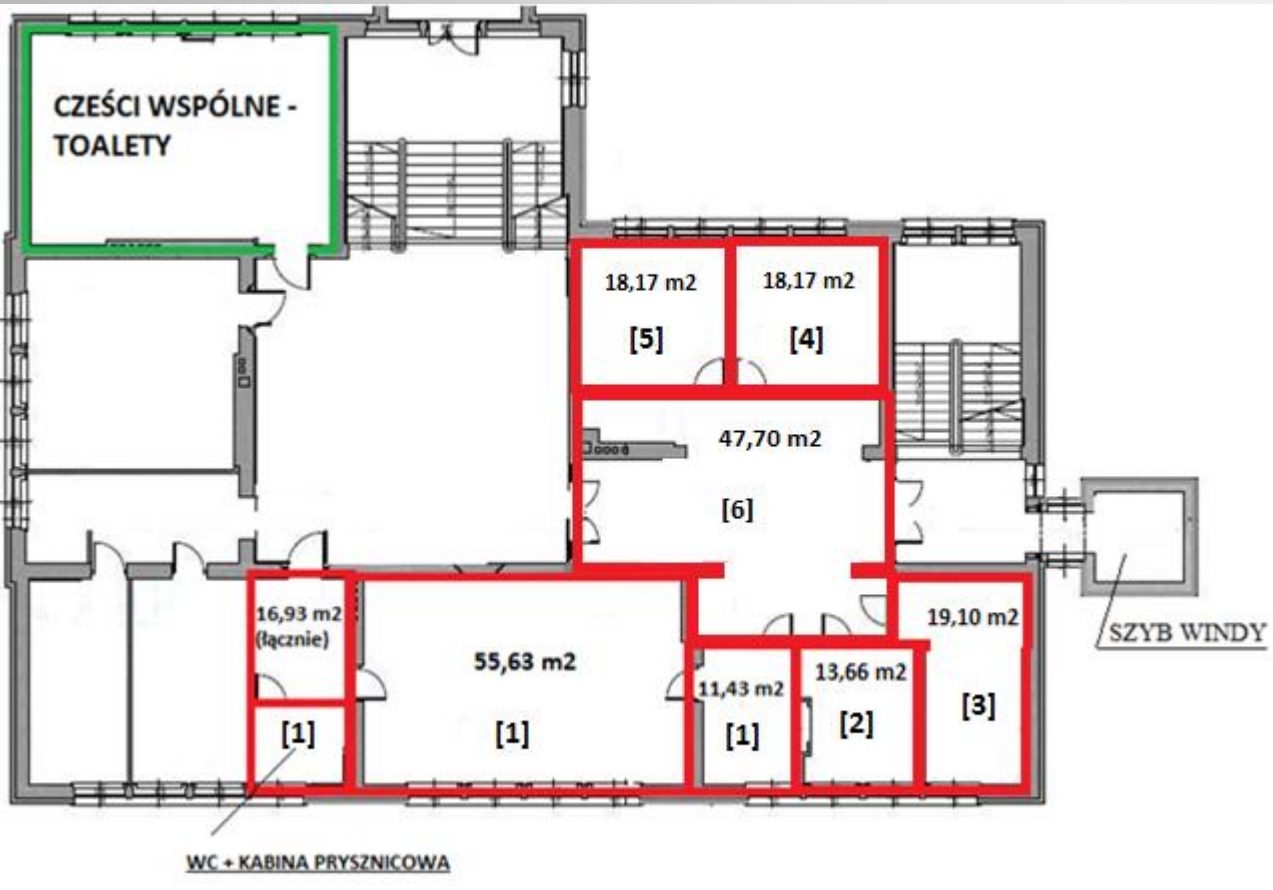 CZEŚCI WSPÓLNE -
TOALETY
18,17 m2
[5]
18,17 m2
[4]
47,70 m2
[6]
16,93 m2
(łącznie)
[1]
55,63 m2
[1]
11,43 m2
[1]
13,66 m2
[2]
19,10 m2
[3]
SZYB WINDY
WC + KABINA PRYSZNICOWA